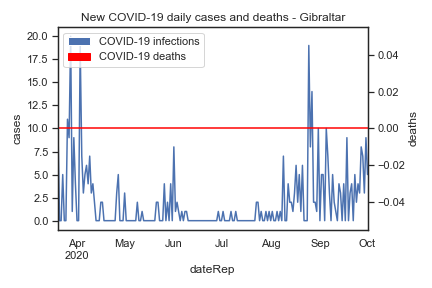 New COVID-19 daily cases and deaths - Gibraltar
COVID-19 infections
COVID-19 deaths
cases
20.0
17.5
15.0
12.5
10.0
7.5
5.0
2.5
0.0
0.04
0.02
0.00
−0.02
−0.04
deaths
Apr May Jun Jul Aug Sep Oct
2020
dateRep